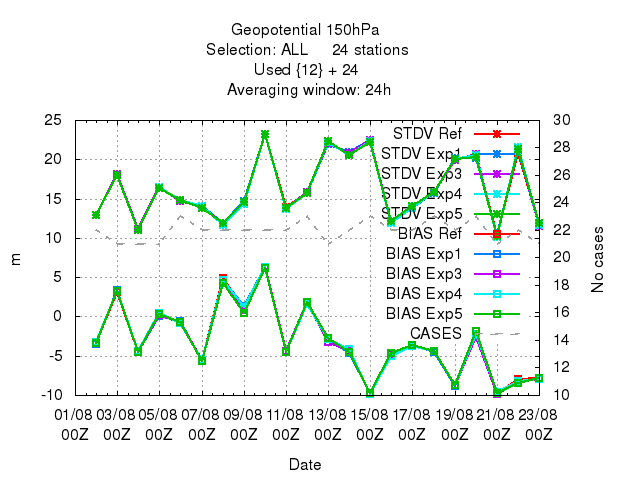 Geopotential 150hPa
Selection: ALL     24 stations
Used {12} + 24
Averaging window: 24h
25 30
20 28
15 26
10 24
5 22
0 20
-5 18
-10 16
14
12
10
m
No cases
STDV Ref
STDV Exp1
STDV Exp3
STDV Exp4
STDV Exp5
BIAS Ref
BIAS Exp1
BIAS Exp3
BIAS Exp4
BIAS Exp5
CASES
01/08 03/08 05/08 07/08 09/08 11/08 13/08 15/08 17/08 19/08 21/08 23/08
00Z 00Z 00Z 00Z 00Z 00Z 00Z 00Z 00Z 00Z 00Z 00Z
Date